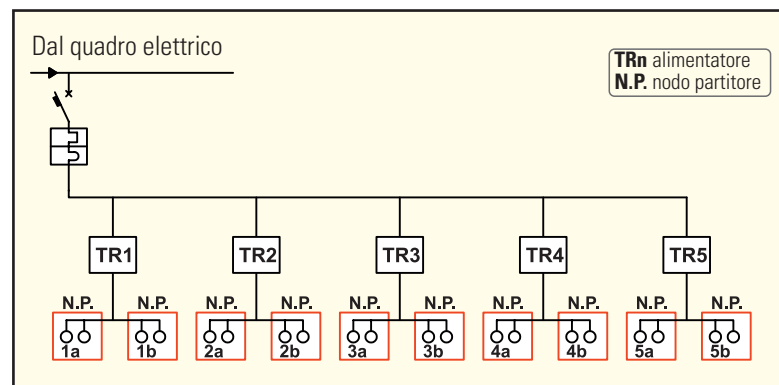 Dal quadro elettrico
TRn alimentatore
N.P. nodo partitore
TR1 TR2 TR3 TR4 TR5
N.P. N.P. N.P. N.P. N.P. N.P. N.P. N.P. N.P. N.P.
1a 1b 2a 2b 3a 3b 4a 4b 5a 5b